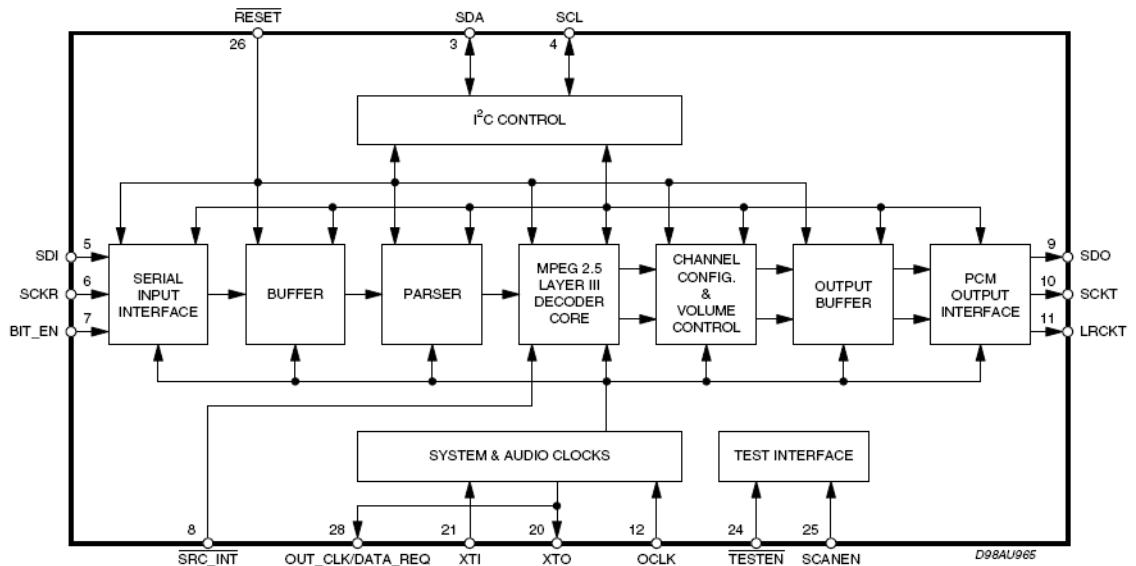 RESET SDA SCL
26 3 4
I²C CONTROL
SDI 5
SCKR 6
BIT_EN 7
SERIAL
INPUT
INTERFACE
BUFFER
PARSER
MPEG 2.5
LAYER III
DECODER
CORE
CHANNEL
CONFIG.
&
VOLUME
CONTROL
OUTPUT
BUFFER
PCM
OUTPUT
INTERFACE
9 SDO
10 SCKT
11 LRCKT
SYSTEM & AUDIO CLOCKS
TEST INTERFACE
8 28 21 20 12 24 25
SRC_INT OUT_CLK/DATA_REQ XTI XTO OCLK TESTEN SCANEN
D98AU965